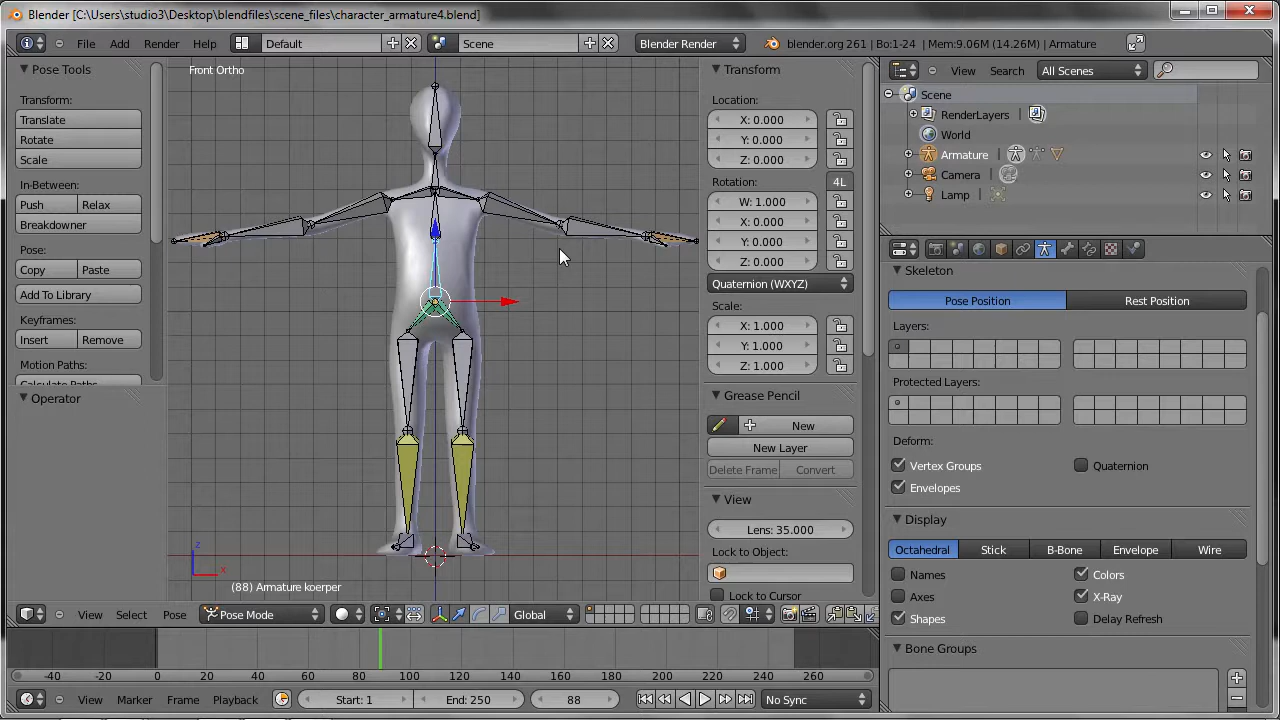 Blender [C:\Users\studio3\Desktop\blendfiles\scene_files\character_armature4.blend]
File Add Render Help Default Scene Blender Render blender.org 261 | Bo:1-24 | Mem:9.06M (14.26M) | Armature
Pose Tools
Transform:
Translate
Rotate
Scale
In-Between:
Push Relax
Breakdowner
Pose:
Copy Paste
Add To Library
Keyframes:
Insert Remove
Motion Paths:
Operator
Front Ortho
z
x
(88) Armature koerper
Transform
Location:
X: 0.000
Y: 0.000
Z: 0.000
Rotation: 4L
W: 1.000
X: 0.000
Y: 0.000
Z: 0.000
Quaternion (WXYZ)
Scale:
X: 1.000
Y: 1.000
Z: 1.000
Grease Pencil
New
New Layer
Delete Frame Convert
View
Lens: 35.000
Lock to Object:
Lock to Cursor
View Select Pose Pose Mode Global
-40 -20 0 20 40 60 80 100 120 140 160 180 200 220 240 260
View Marker Frame Playback Start: 1 End: 250 88 No Sync
View Search All Scenes
Scene
RenderLayers
World
Armature
Camera
Lamp
Skeleton
Pose Position Rest Position
Layers:
Protected Layers:
Deform:
Vertex Groups Quaternion
Envelopes
Display
Octahedral Stick B-Bone Envelope Wire
Names Colors
Axes X-Ray
Shapes Delay Refresh
Bone Groups